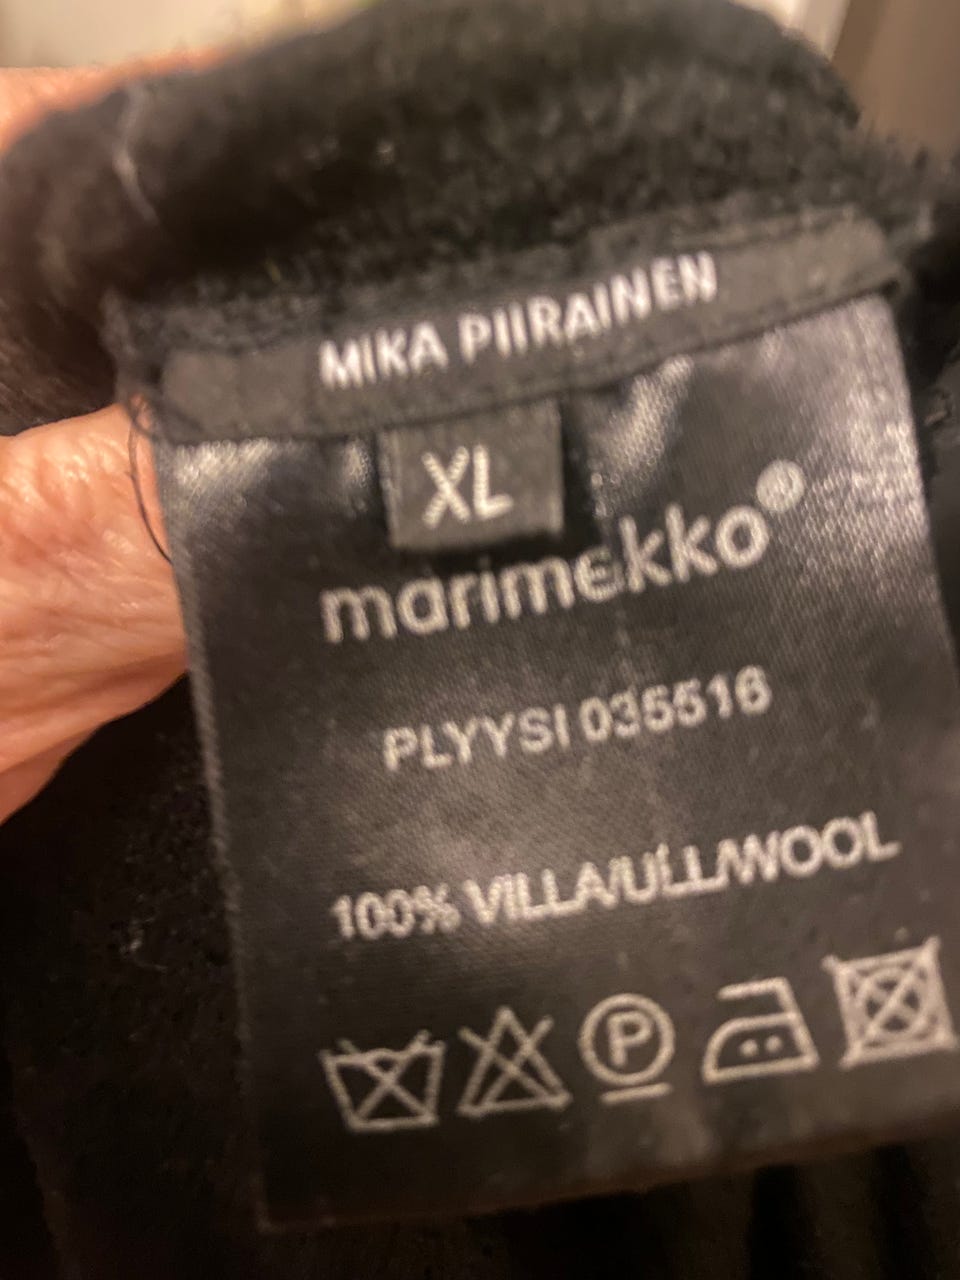 MIKA PIIRAINEN
XL
marimekko®
PLYYSI 035516
100% VILLA/ULL/WOOL
P